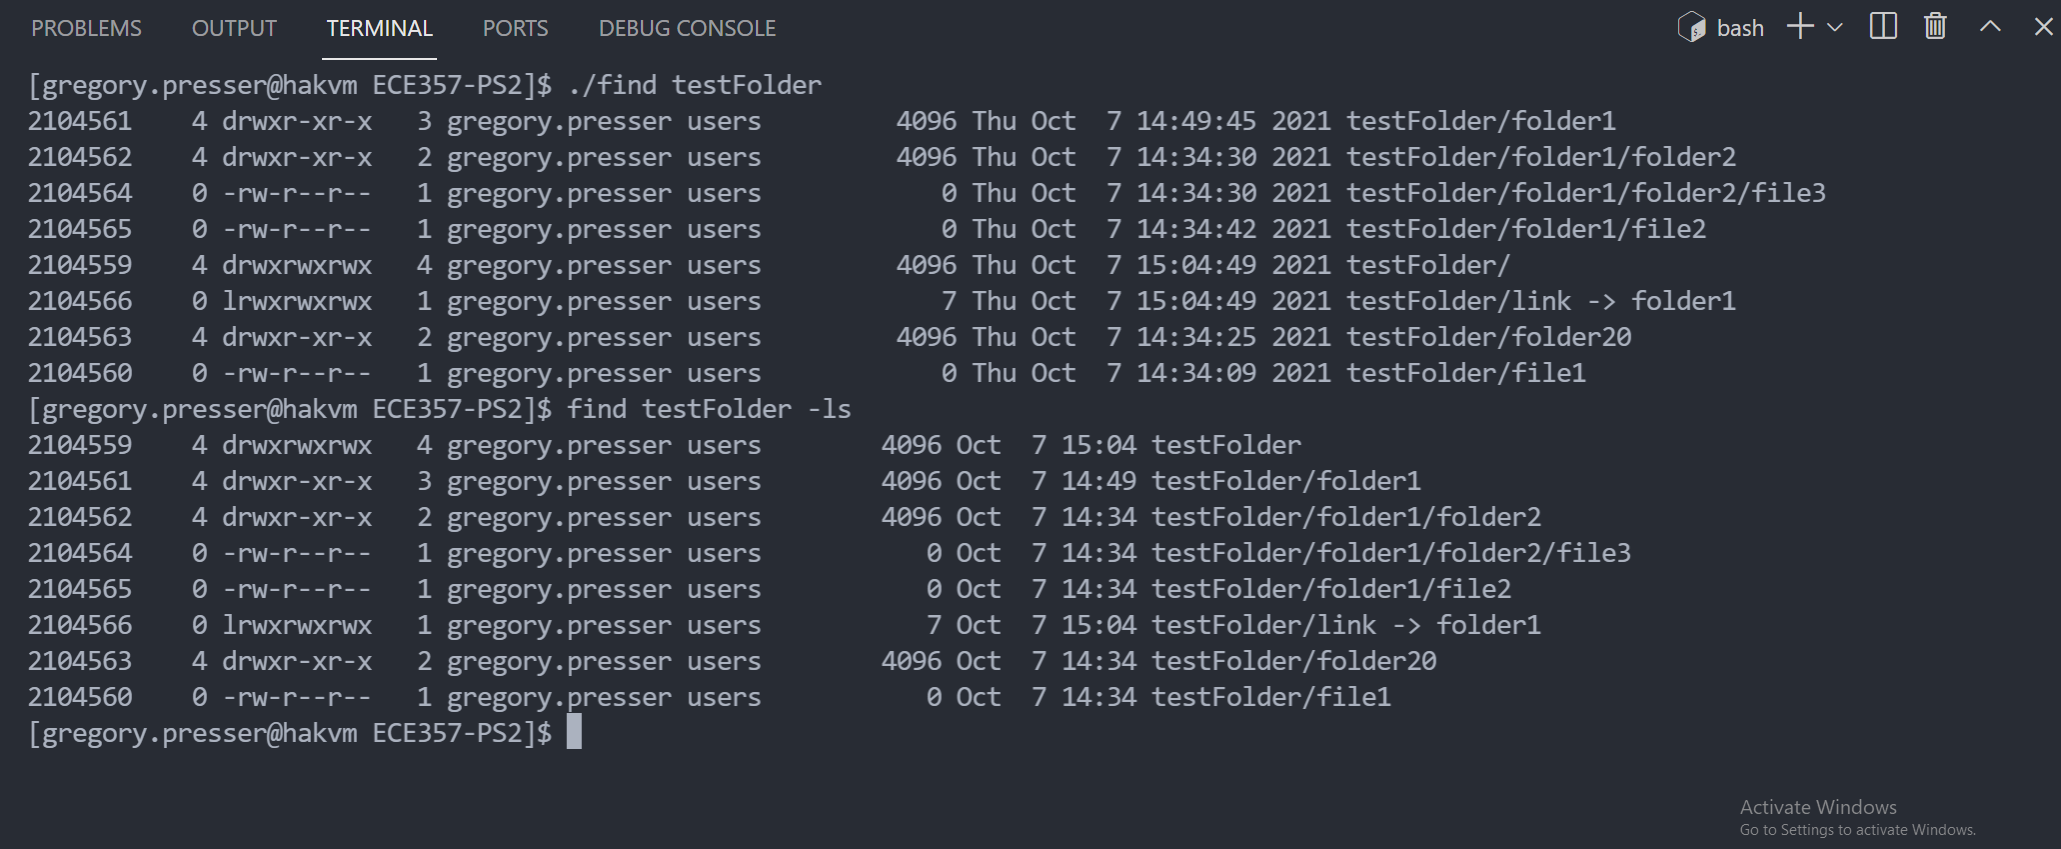 PROBLEMS OUTPUT TERMINAL PORTS DEBUG CONSOLE bash
[gregory.presser@hakvm ECE357-PS2]$ ./find testFolder
2104561    4 drwxr-xr-x   3 gregory.presser users         4096 Thu Oct  7 14:49:45 2021 testFolder/folder1
2104562    4 drwxr-xr-x   2 gregory.presser users         4096 Thu Oct  7 14:34:30 2021 testFolder/folder1/folder2
2104564    0 -rw-r--r--   1 gregory.presser users            0 Thu Oct  7 14:34:30 2021 testFolder/folder1/folder2/file3
2104565    0 -rw-r--r--   1 gregory.presser users            0 Thu Oct  7 14:34:42 2021 testFolder/folder1/file2
2104559    4 drwxrwxrwx   4 gregory.presser users         4096 Thu Oct  7 15:04:49 2021 testFolder/
2104566    0 lrwxrwxrwx   1 gregory.presser users            7 Thu Oct  7 15:04:49 2021 testFolder/link -> folder1
2104563    4 drwxr-xr-x   2 gregory.presser users         4096 Thu Oct  7 14:34:25 2021 testFolder/folder20
2104560    0 -rw-r--r--   1 gregory.presser users            0 Thu Oct  7 14:34:09 2021 testFolder/file1
[gregory.presser@hakvm ECE357-PS2]$ find testFolder -ls
2104559    4 drwxrwxrwx   4 gregory.presser users        4096 Oct  7 15:04 testFolder
2104561    4 drwxr-xr-x   3 gregory.presser users        4096 Oct  7 14:49 testFolder/folder1
2104562    4 drwxr-xr-x   2 gregory.presser users        4096 Oct  7 14:34 testFolder/folder1/folder2
2104564    0 -rw-r--r--   1 gregory.presser users           0 Oct  7 14:34 testFolder/folder1/folder2/file3
2104565    0 -rw-r--r--   1 gregory.presser users           0 Oct  7 14:34 testFolder/folder1/file2
2104566    0 lrwxrwxrwx   1 gregory.presser users           7 Oct  7 15:04 testFolder/link -> folder1
2104563    4 drwxr-xr-x   2 gregory.presser users        4096 Oct  7 14:34 testFolder/folder20
2104560    0 -rw-r--r--   1 gregory.presser users           0 Oct  7 14:34 testFolder/file1
[gregory.presser@hakvm ECE357-PS2]$
Activate Windows
Go to Settings to activate Windows.